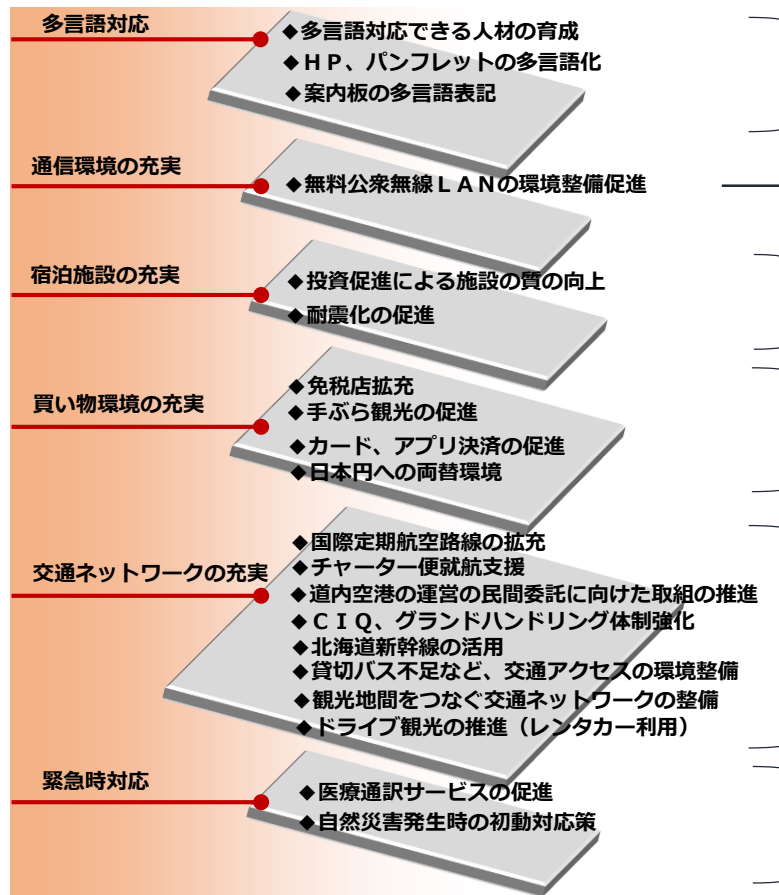 多言語対応
◆多言語対応できる人材の育成
◆ＨＰ、パンフレットの多言語化
◆案内板の多言語表記
通信環境の充実
◆無料公衆無線ＬＡＮの環境整備促進
宿泊施設の充実
◆投資促進による施設の質の向上
◆耐震化の促進
買い物環境の充実
◆免税店拡充
◆手ぶら観光の促進
◆カード、アプリ決済の促進
◆日本円への両替環境
交通ネットワークの充実
◆国際定期航空路線の拡充
◆チャーター便就航支援
◆道内空港の運営の民間委託に向けた取組の推進
◆ＣＩＱ、グランドハンドリング体制強化
◆北海道新幹線の活用
◆貸切バス不足など、交通アクセスの環境整備
◆観光地間をつなぐ交通ネットワークの整備
◆ドライブ観光の推進（レンタカー利用）
緊急時対応
◆医療通訳サービスの促進
◆自然災害発生時の初動対応策